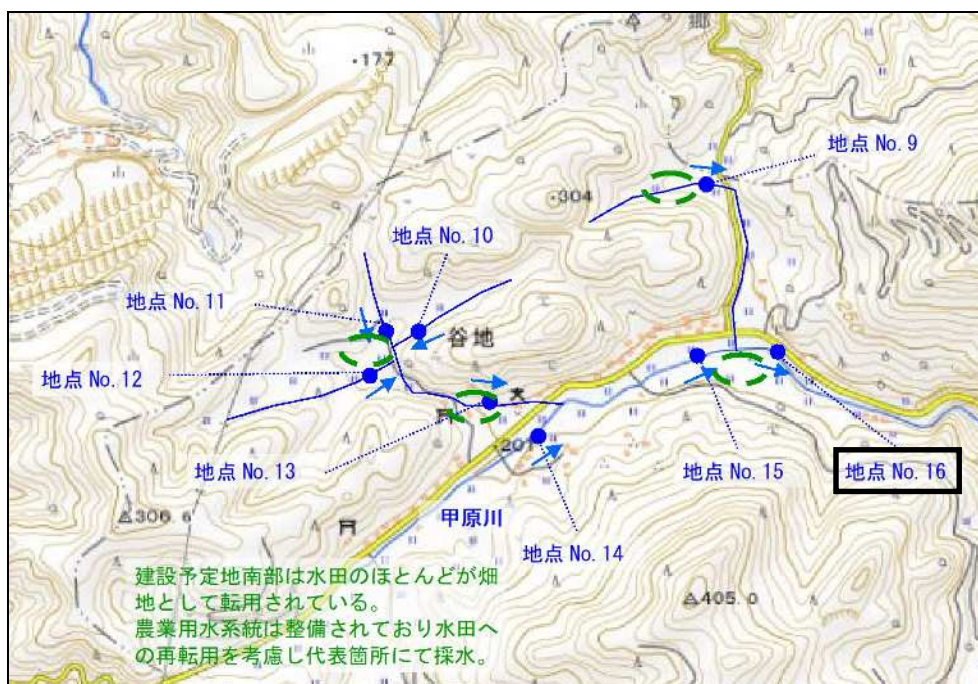 郷
・177
地点 No. 9
・304
地点 No. 10
地点 No. 11
谷地
地点 No. 12
・201
地点 No. 13
地点 No. 15
地点 No. 16
△306.6
甲原川
地点 No. 14
建設予定地南部は水田のほとんどが畑
地として転用されている。
農業用水系統は整備されており水田へ
の再転用を考慮し代表箇所にて採水。
△405.0